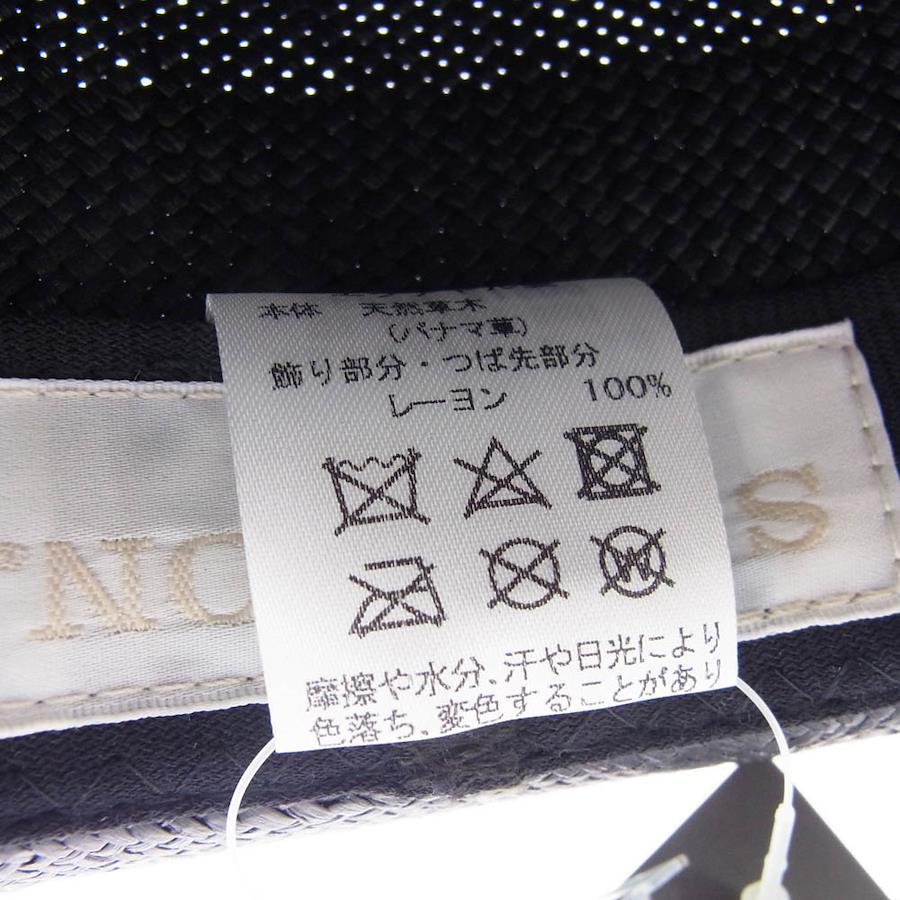 本体 天然草木
(パナマ草)
飾り部分・つば先部分
レーヨン 100%
W
摩擦や水分、汗や日光により
色落ち、変色することがあり
NO
S